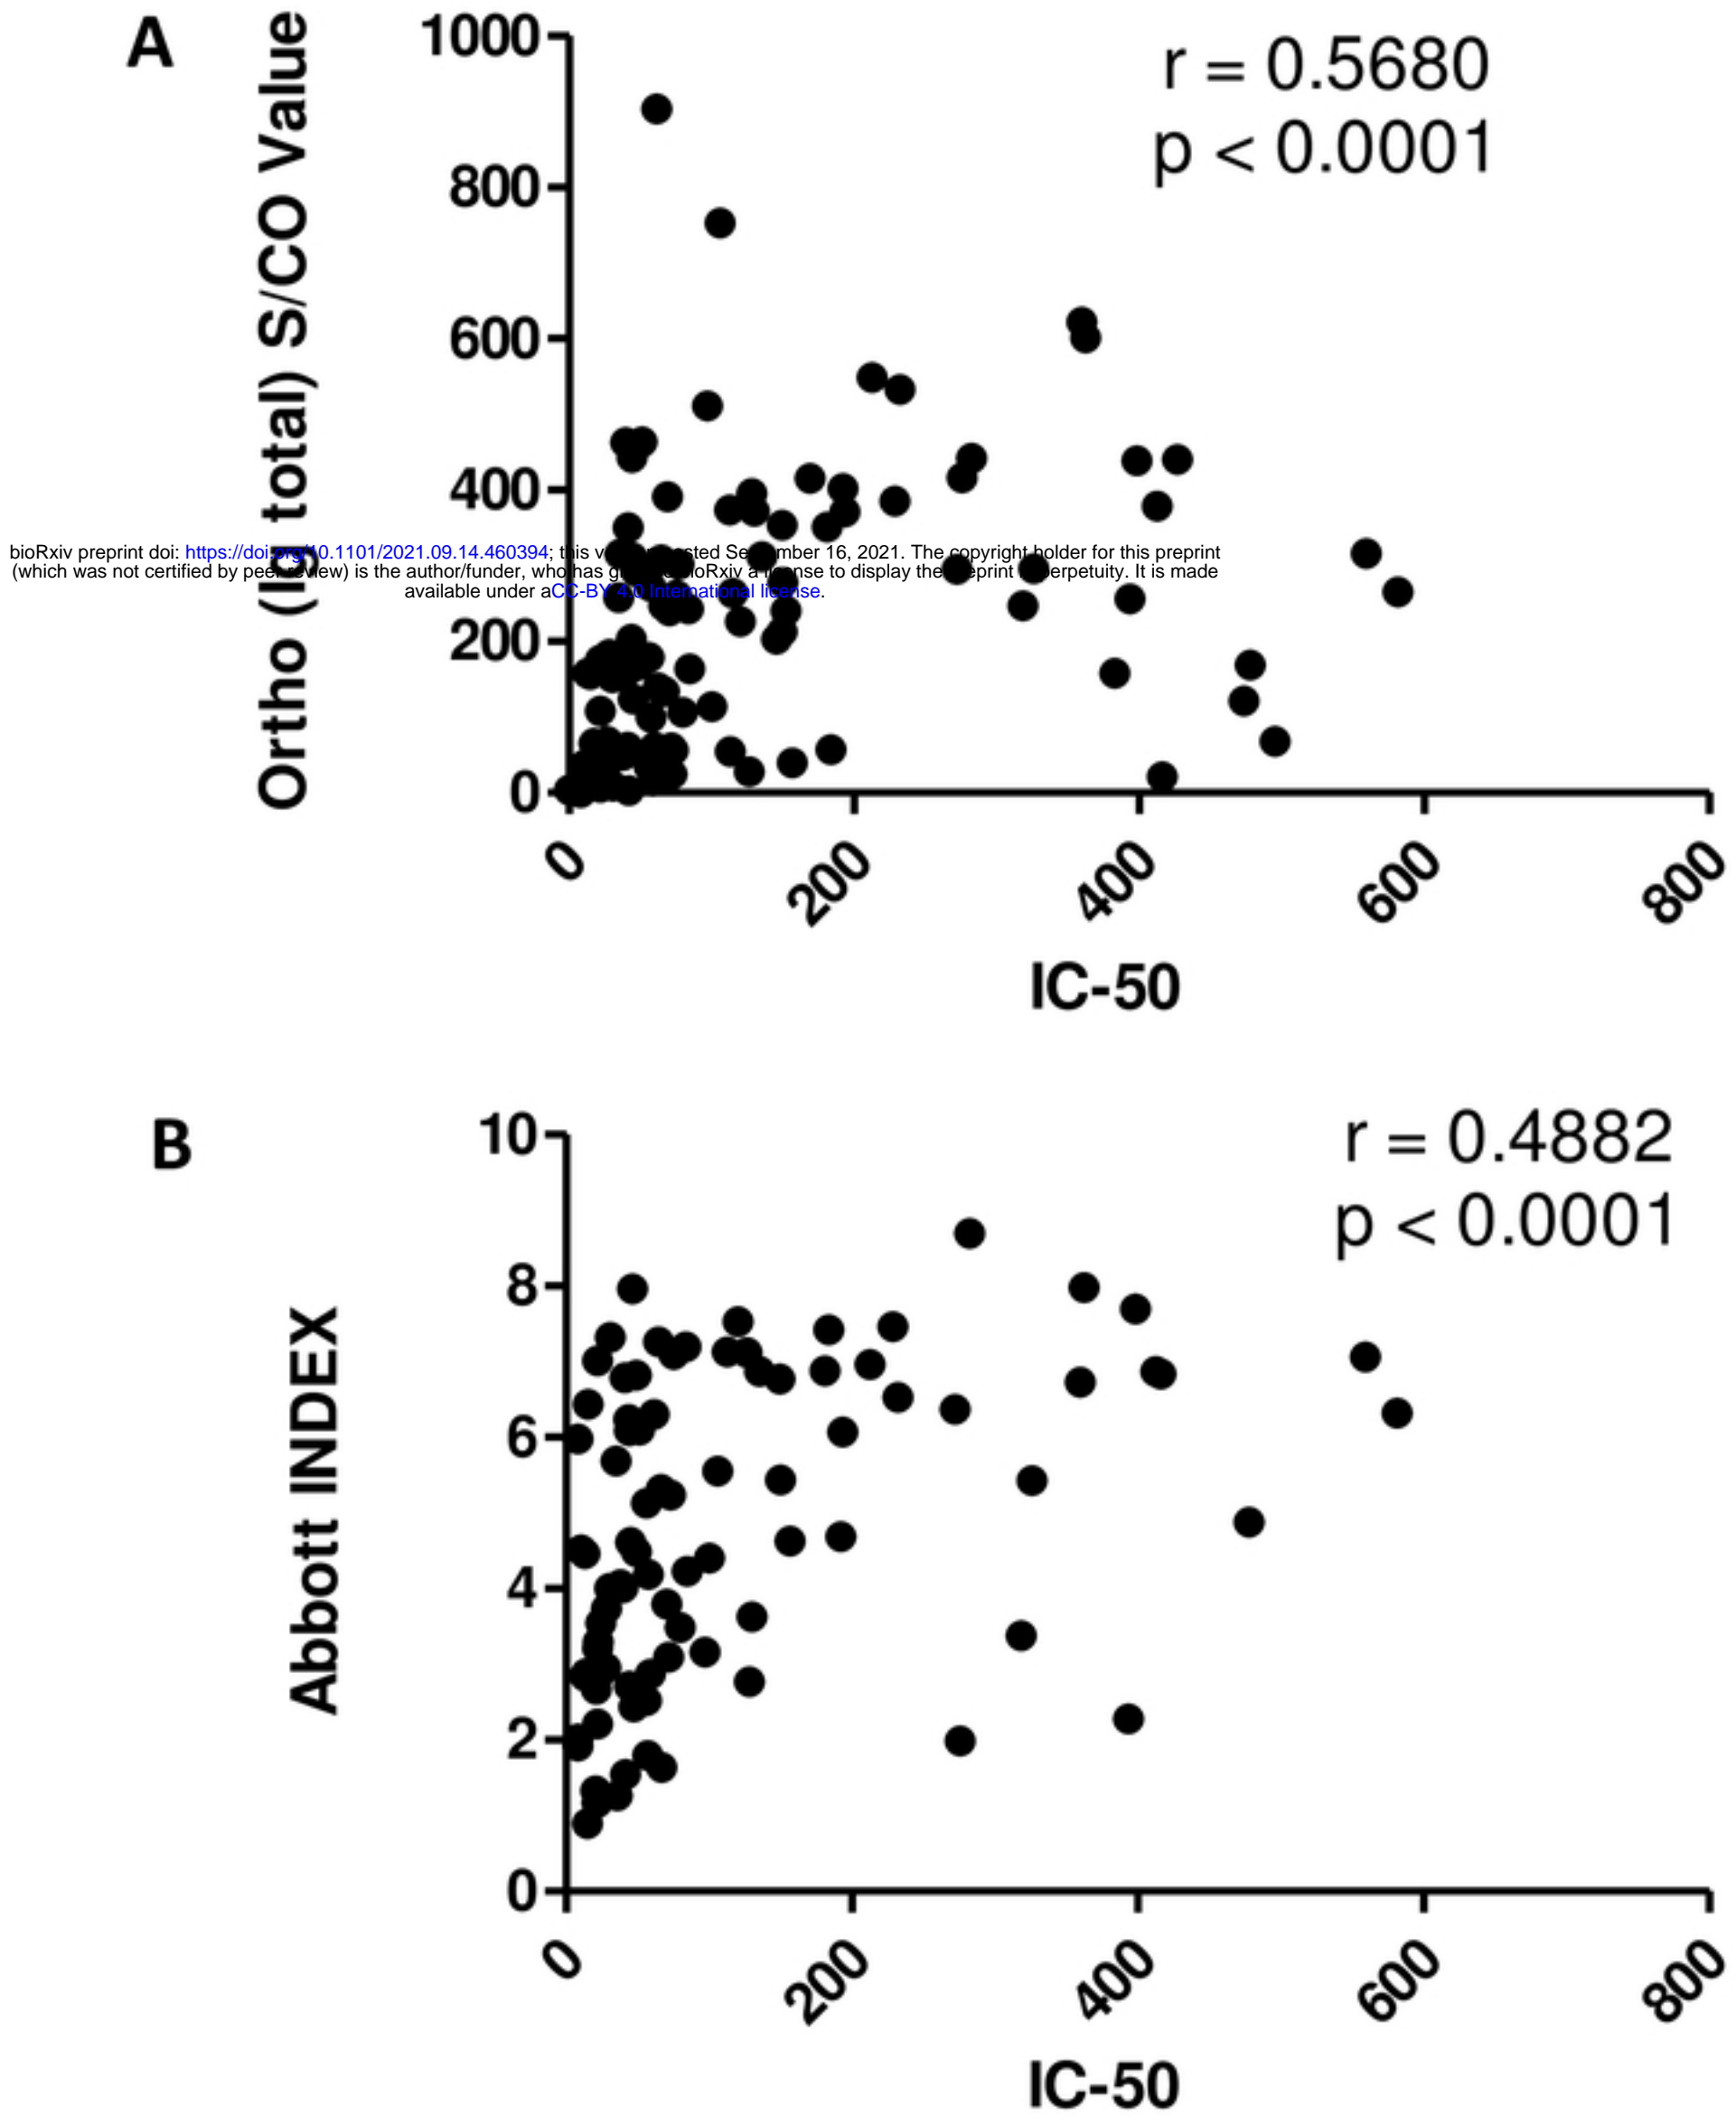 A
1000
800
600
400
200
0
Ortho (Ig total) S/CO Value
r = 0.5680
p < 0.0001
bioRxiv preprint doi: https://doi.org/10.1101/2021.09.14.460394; this version posted September 16, 2021. The copyright holder for this preprint
(which was not certified by peer review) is the author/funder, who has granted bioRxiv a license to display the preprint in perpetuity. It is made
available under aCC-BY 4.0 International license.
0
200
400
600
800
IC-50
B
10
8
6
4
2
0
Abbott INDEX
r = 0.4882
p < 0.0001
0
200
400
600
800
IC-50